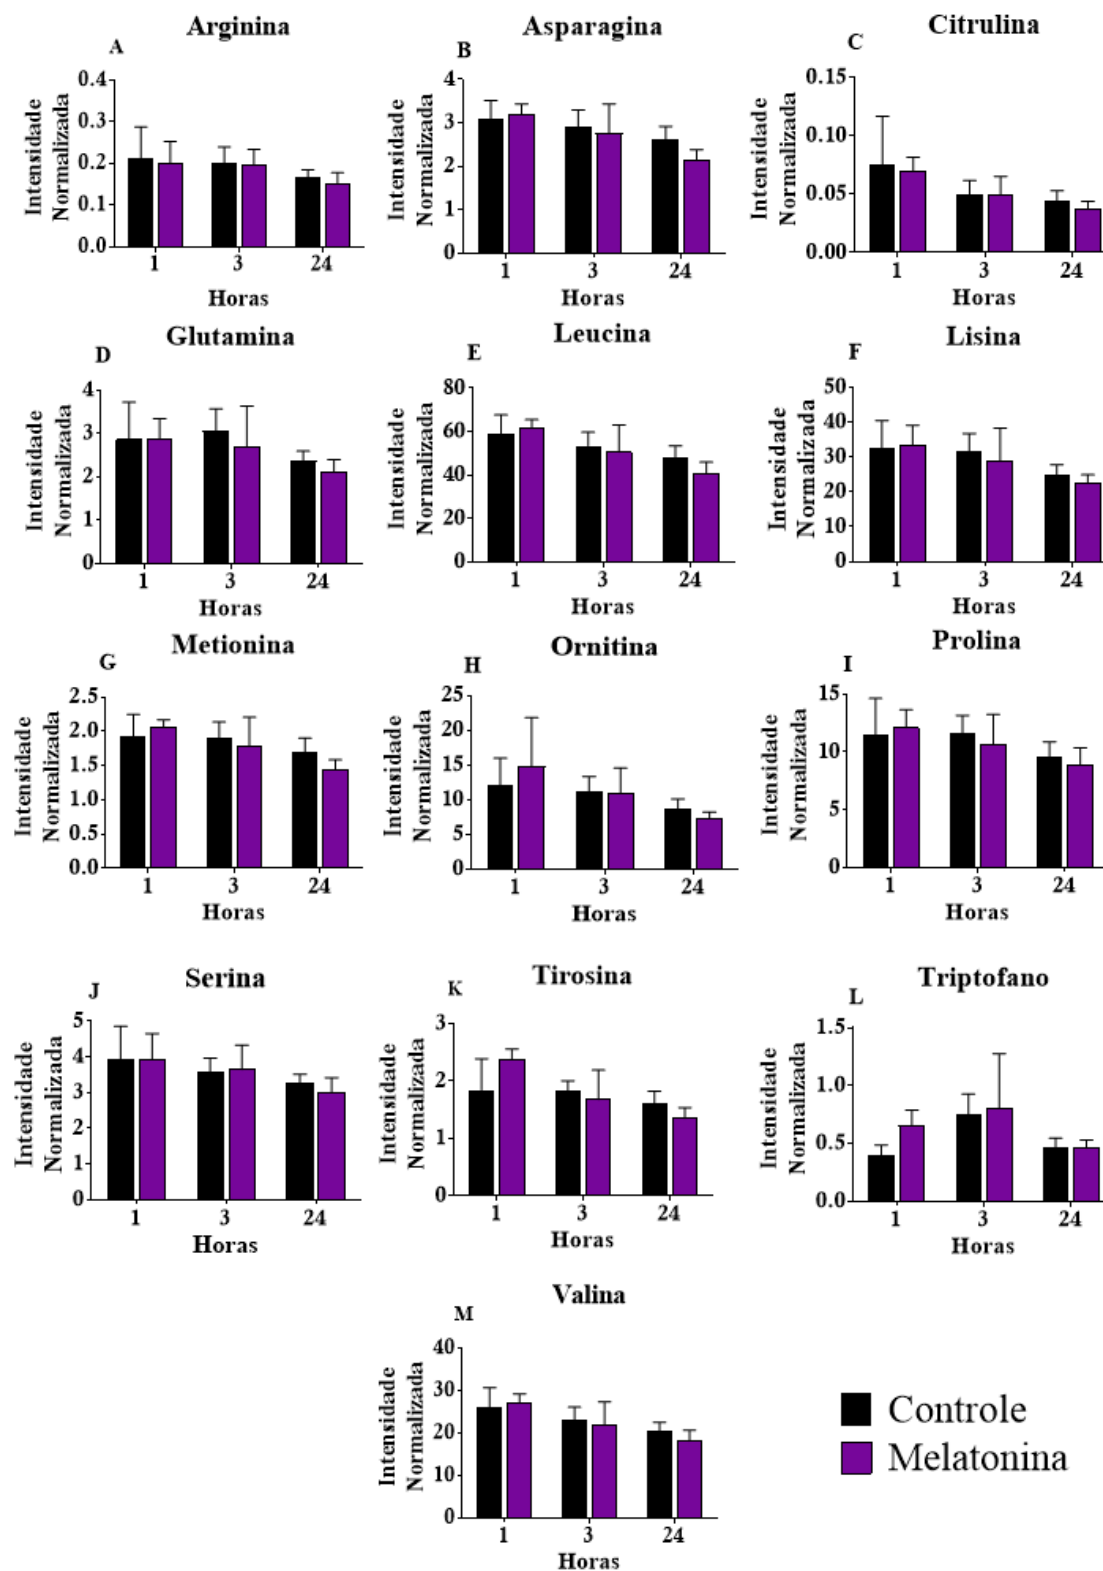 Arginina
A
Intensidade
Normalizada
0.4
0.3
0.2
0.1
0.0
1 3 24
Horas
Asparagina
B
Intensidade
Normalizada
4
3
2
1
0
1 3 24
Horas
Citrulina
C
Intensidade
Normalizada
0.15
0.10
0.05
0.00
1 3 24
Horas
Glutamina
D
Intensidade
Normalizada
4
3
2
1
0
1 3 24
Horas
Leucina
E
Intensidade
Normalizada
80
60
40
20
0
1 3 24
Horas
Lisina
F
Intensidade
Normalizada
50
40
30
20
10
0
1 3 24
Horas
Metionina
G
Intensidade
Normalizada
2.5
2.0
1.5
1.0
0.5
0.0
1 3 24
Horas
Ornitina
H
Intensidade
Normalizada
25
20
15
10
5
0
1 3 24
Horas
Prolina
I
Intensidade
Normalizada
15
10
5
0
1 3 24
Horas
Serina
J
Intensidade
Normalizada
5
4
3
2
1
0
1 3 24
Horas
Tirosina
K
Intensidade
Normalizada
3
2
1
0
1 3 24
Horas
Triptofano
L
Intensidade
Normalizada
1.5
1.0
0.5
0.0
1 3 24
Horas
Valina
M
Intensidade
Normalizada
40
30
20
10
0
1 3 24
Horas
Controle
Melatonina